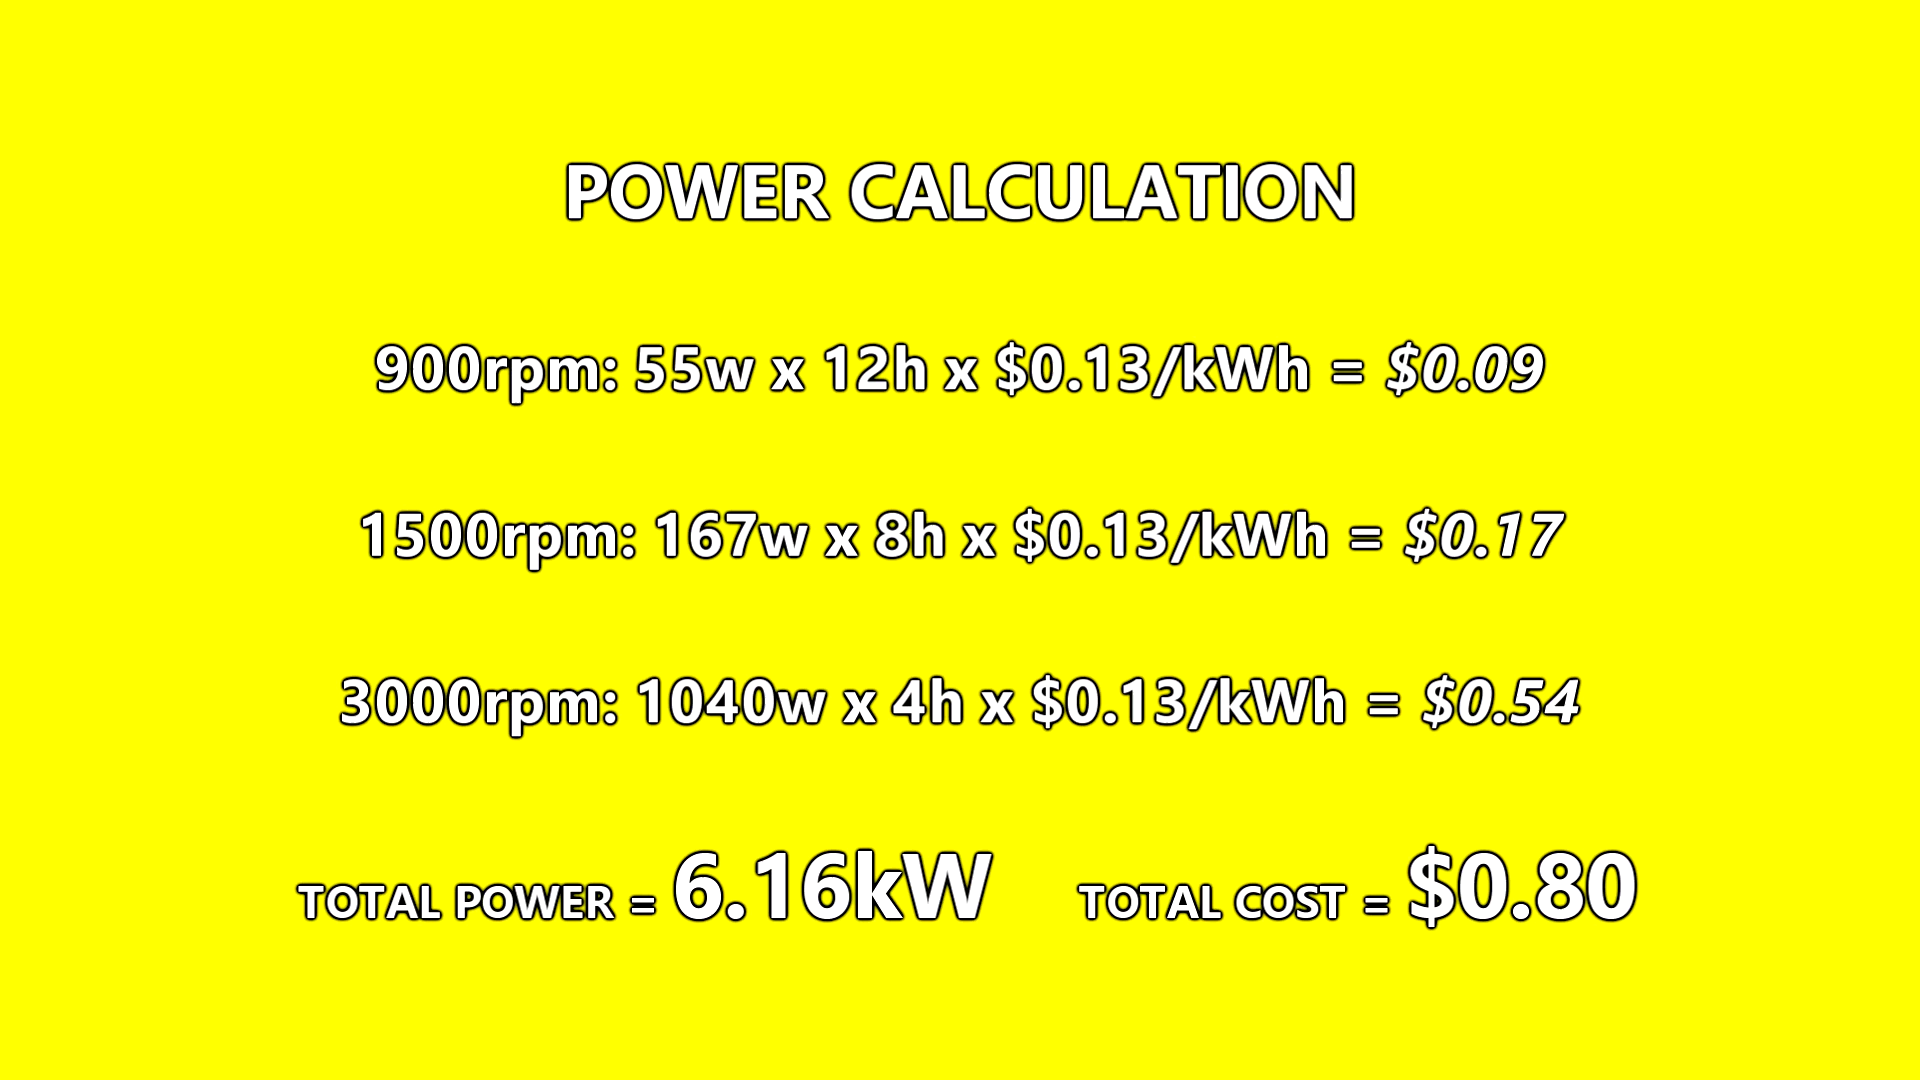 POWER CALCULATION
900rpm: 55w x 12h x $0.13/kWh = $0.09
1500rpm: 167w x 8h x $0.13/kWh = $0.17
3000rpm: 1040w x 4h x $0.13/kWh = $0.54
TOTAL POWER = 6.16kW TOTAL COST = $0.80